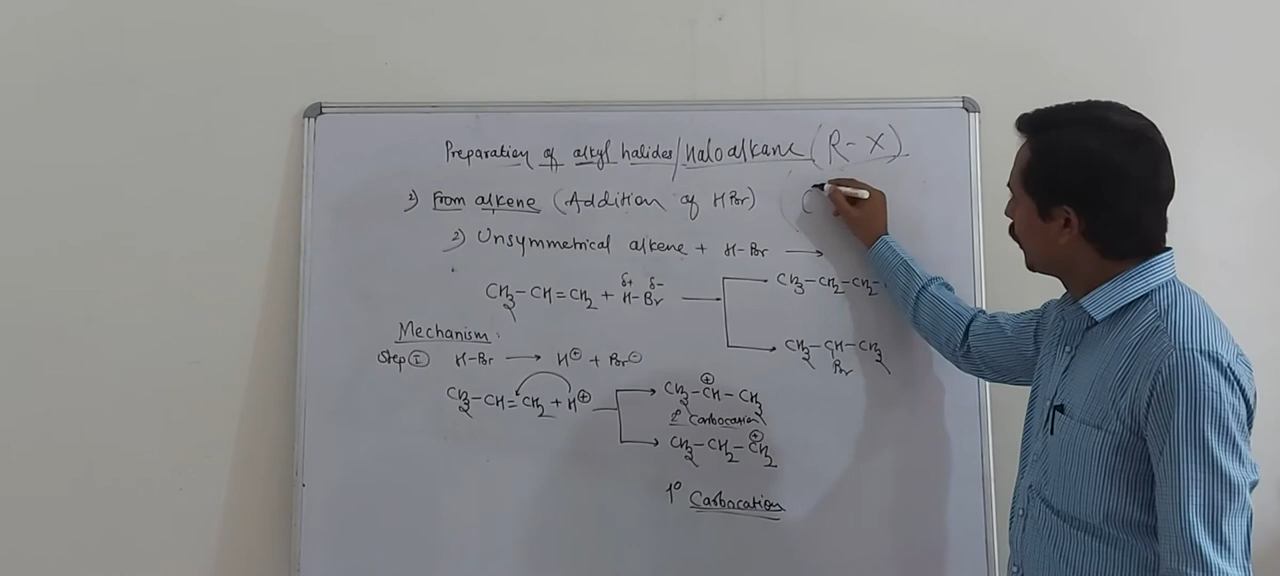 Preparation of alkyl halides/Haloalkane (R-X)
2) From alkene (Addition of HBr)
2) Unsymmetrical alkene + H-Br →
CH3-CH=CH2 + H-Br → CH3-CH2-CH2-
δ+ δ-
CH3-CH-CH3
Br
Mechanism:
Step I H-Br → H⊕ + Br⊖
CH3-CH=CH2 + H⊕ → CH3-CH-CH3
⊕
2° Carbocation
CH3-CH2-CH2
⊕
1° Carbocation